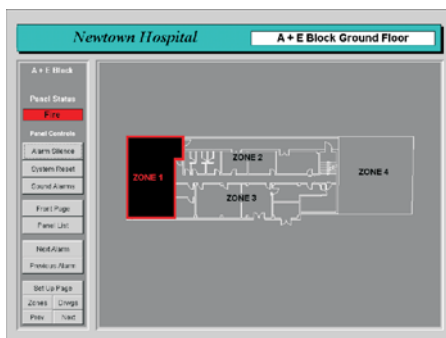 Newtown Hospital
A + E Block Ground Floor
A + E Block
Panel Status
Fire
Panel Controls
Alarm Silence
System Reset
Sound Alarms
Front Page
Panel List
Next Alarm
Previous Alarm
Set Up Page
Zones Drwgs
Prev Next
ZONE 1
ZONE 2
ZONE 3
ZONE 4